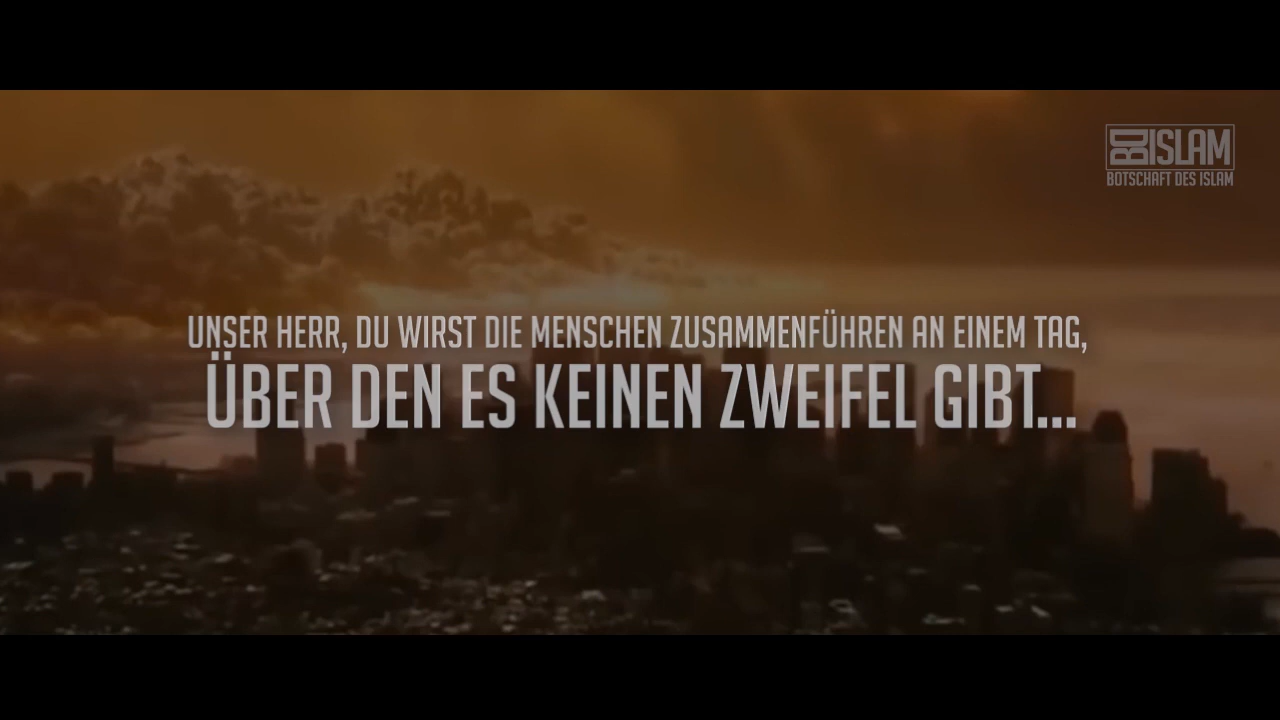 BDISLAM
BOTSCHAFT DES ISLAM
UNSER HERR, DU WIRST DIE MENSCHEN ZUSAMMENFÜHREN AN EINEM TAG,
ÜBER DEN ES KEINEN ZWEIFEL GIBT...